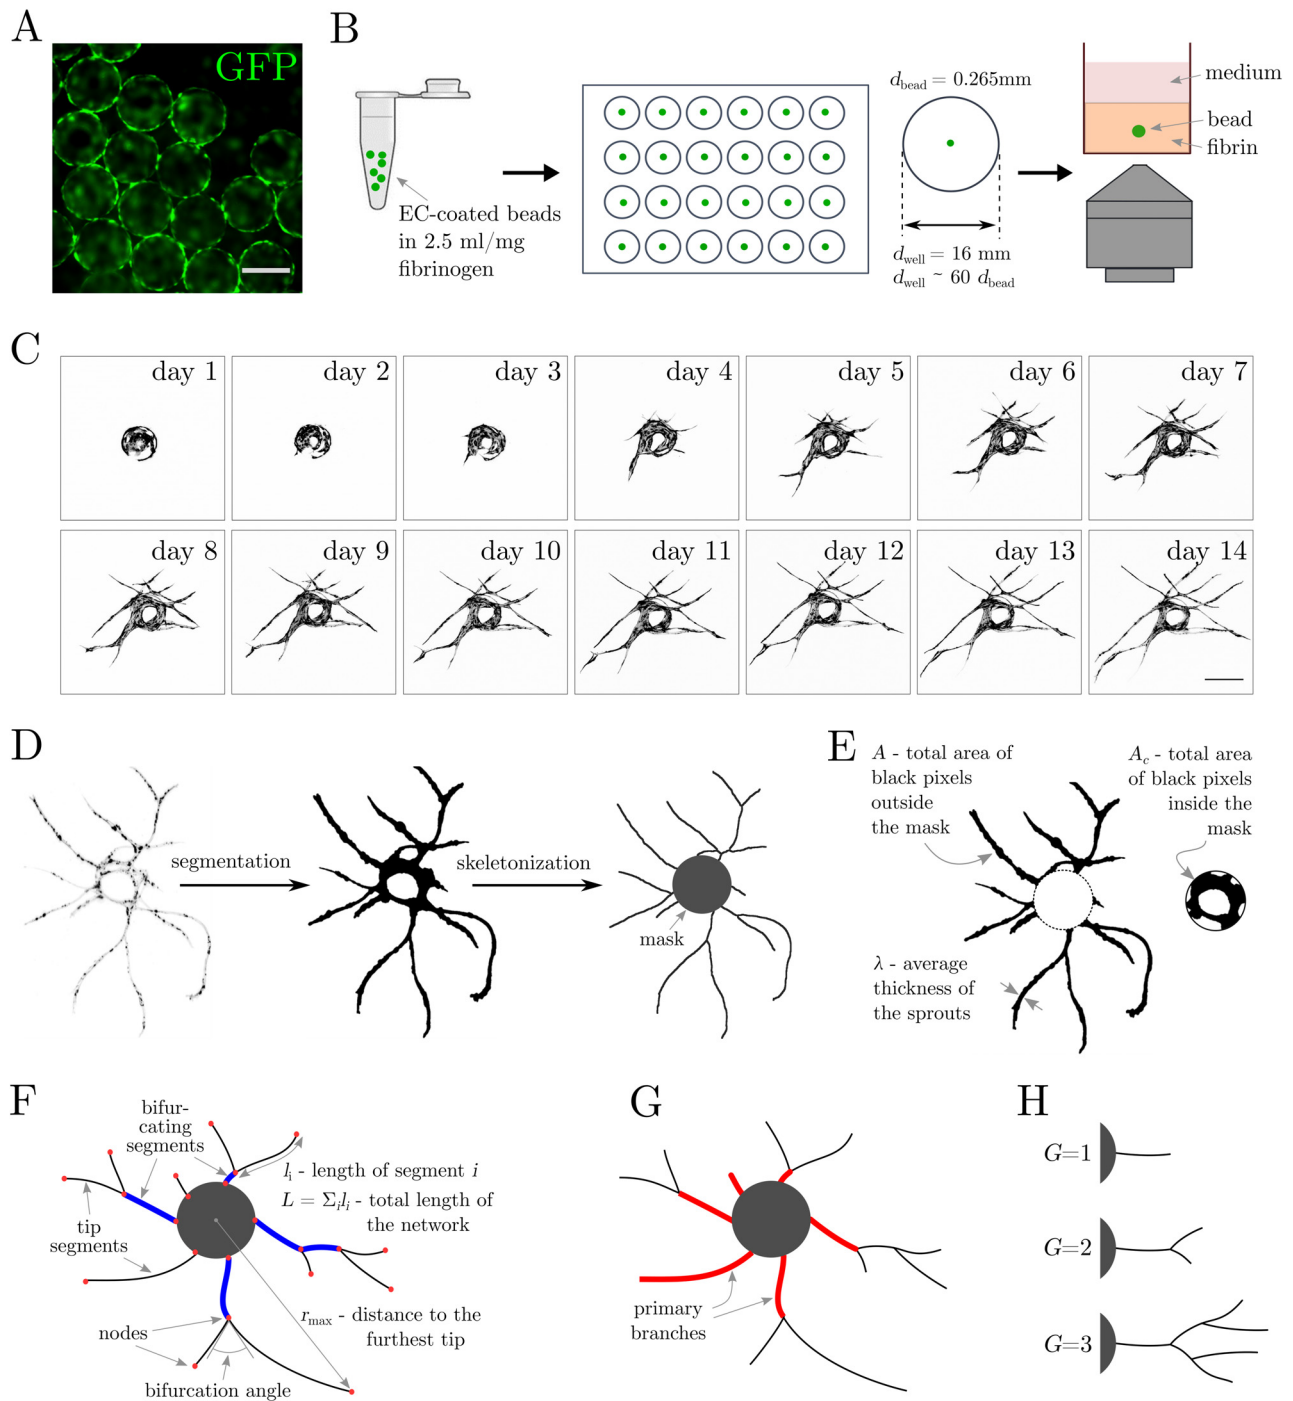 A
GFP
B
EC-coated beads
in 2.5 ml/mg
fibrinogen
d_bead = 0.265mm
d_well = 16 mm
d_well ~ 60 d_bead
medium
bead
fibrin
C
day 1
day 2
day 3
day 4
day 5
day 6
day 7
day 8
day 9
day 10
day 11
day 12
day 13
day 14
D
segmentation
skeletonization
mask
E
A - total area of
black pixels
outside
the mask
A_c - total area
of black pixels
inside the
mask
λ - average
thickness of
the sprouts
F
bifur-
cating
segments
l_i - length of segment i
L = Σ_i l_i - total length of
the network
tip
segments
r_max - distance to the
furthest tip
nodes
bifurcation angle
G
primary
branches
H
G=1
G=2
G=3